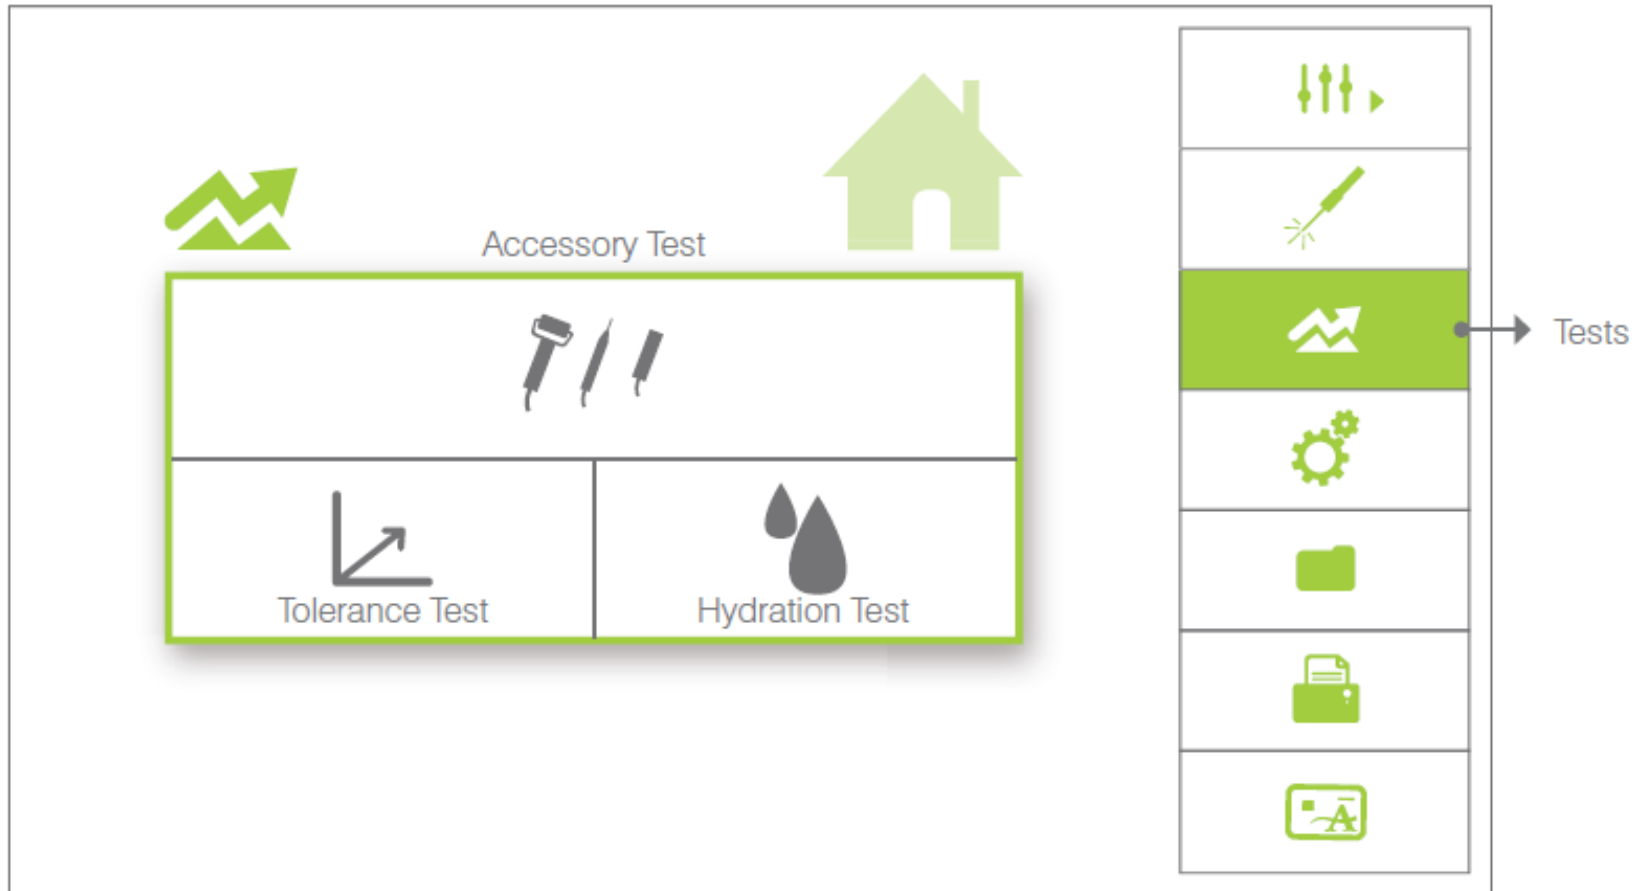 Accessory Test
Tests
Tolerance Test
Hydration Test
A